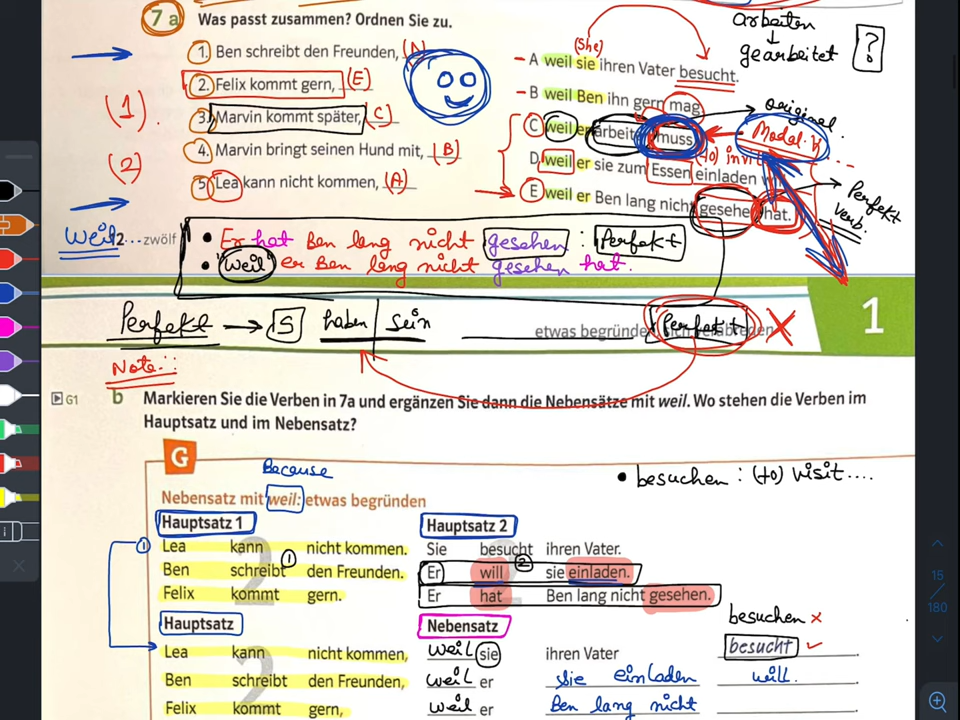 7 a Was passt zusammen? Ordnen Sie zu.
arbeiten
↓
gearbeitet
?
1. Ben schreibt den Freunden,
2. Felix kommt gern, (E)
3. Marvin kommt später, (C)
4. Marvin bringt seinen Hund mit, (B)
5. Lea kann nicht kommen, (A)
(1).
(2)
(She)
A weil sie ihren Vater besucht.
B weil Ben ihn gern mag
C weil er arbeite muss
D weil er sie zum Essen einladen
E weil er Ben lang nicht gesehe hat.
original.
Modal.V
(to)
Perfekt
verb.
Weil 12 ... zwölf
• Er hat Ben lang nicht gesehen : Perfekt
• "Weil" er Ben lang nicht gesehen hat.
Perfekt → S haben | sein
etwas begründen
Perfekt X
1
Note::
G1 b Markieren Sie die Verben in 7a und ergänzen Sie dann die Nebensätze mit weil. Wo stehen die Verben im
Hauptsatz und im Nebensatz?
G
Because
• besuchen : (to) visit....
Nebensatz mit weil: etwas begründen
Hauptsatz 1 Hauptsatz 2
1 Lea kann nicht kommen. Sie besucht ihren Vater.
Ben schreibt 1 den Freunden. Er will 2 sie einladen.
Felix kommt gern. Er hat Ben lang nicht gesehen.
besuchen x
Hauptsatz Nebensatz
Lea kann nicht kommen, weil sie ihren Vater besucht ✓
Ben schreibt den Freunden, weil er sie einladen will.
Felix kommt gern, weil er Ben lang nicht
15
180